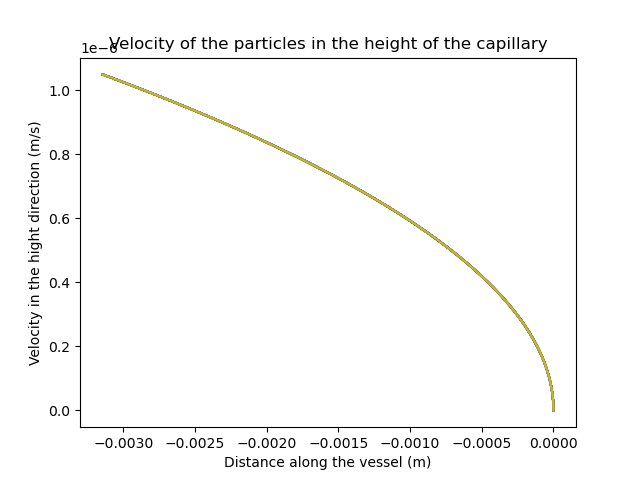 Velocity of the particles in the height of the capillary
1e−6
1.0
0.8
0.6
0.4
0.2
0.0
Velocity in the hight direction (m/s)
−0.0030 −0.0025 −0.0020 −0.0015 −0.0010 −0.0005 0.0000
Distance along the vessel (m)